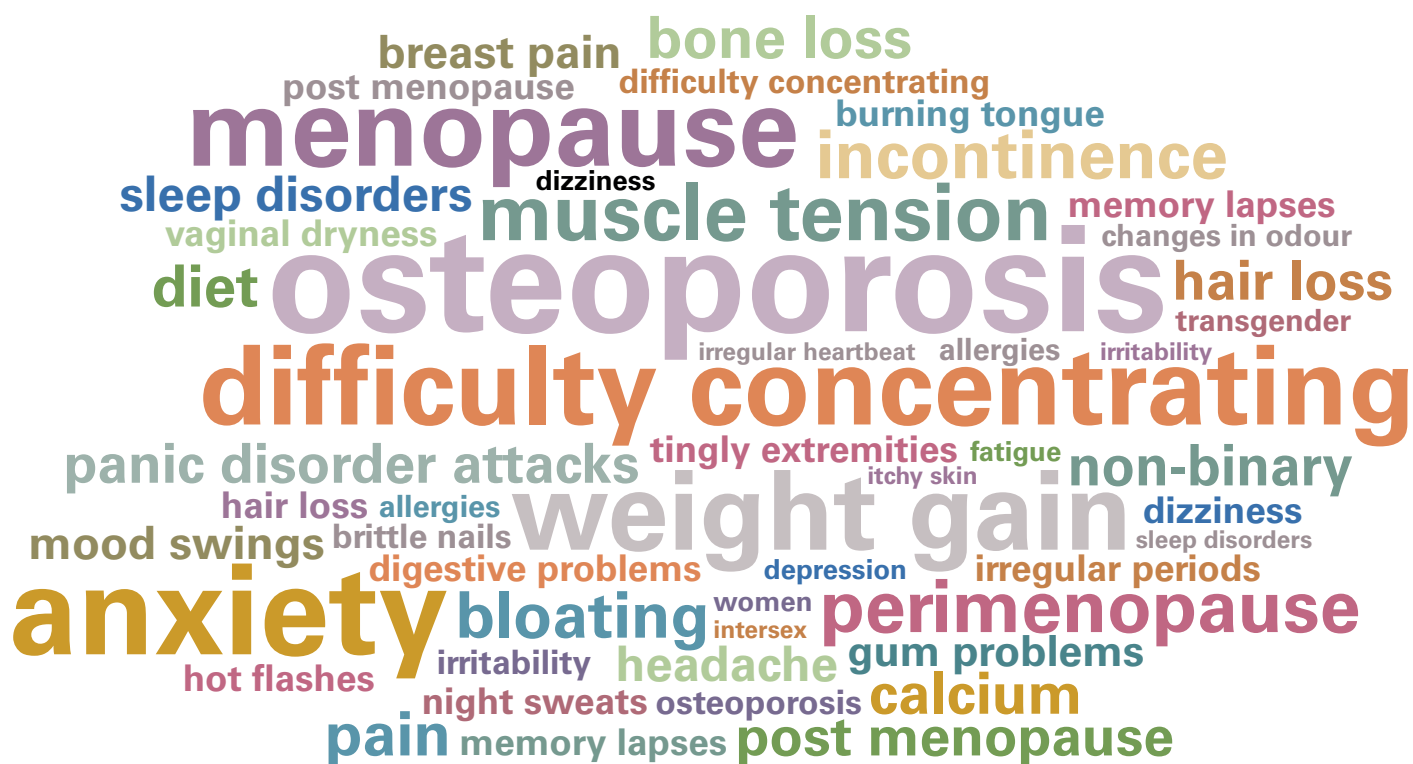 bone loss
breast pain
post menopause
difficulty concentrating
menopause
burning tongue
incontinence
sleep disorders
dizziness
muscle tension
memory lapses
vaginal dryness
changes in odour
diet
osteoporosis
hair loss
transgender
irregular heartbeat
allergies
irritability
difficulty concentrating
panic disorder attacks
tingly extremities
fatigue
non-binary
itchy skin
hair loss
allergies
weight gain
dizziness
mood swings
brittle nails
sleep disorders
digestive problems
depression
irregular periods
anxiety
bloating
women
intersex
perimenopause
hot flashes
irritability
headache
gum problems
night sweats
osteoporosis
calcium
pain
memory lapses
post menopause